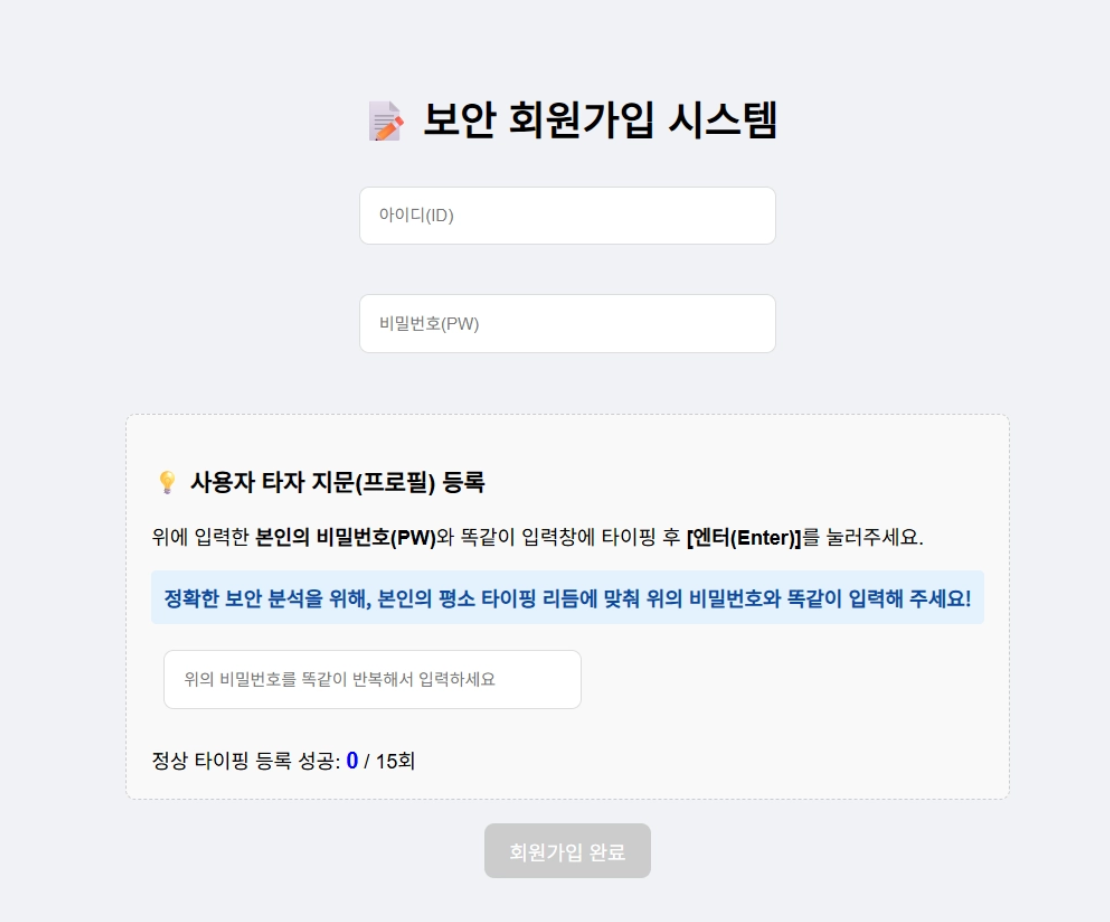 보안 회원가입 시스템
아이디(ID)
비밀번호(PW)
사용자 타자 지문(프로필) 등록
위에 입력한 본인의 비밀번호(PW)와 똑같이 입력창에 타이핑 후 [엔터(Enter)]를 눌러주세요.
정확한 보안 분석을 위해, 본인의 평소 타이핑 리듬에 맞춰 위의 비밀번호와 똑같이 입력해 주세요!
위의 비밀번호를 똑같이 반복해서 입력하세요
정상 타이핑 등록 성공: 0 / 15회
회원가입 완료